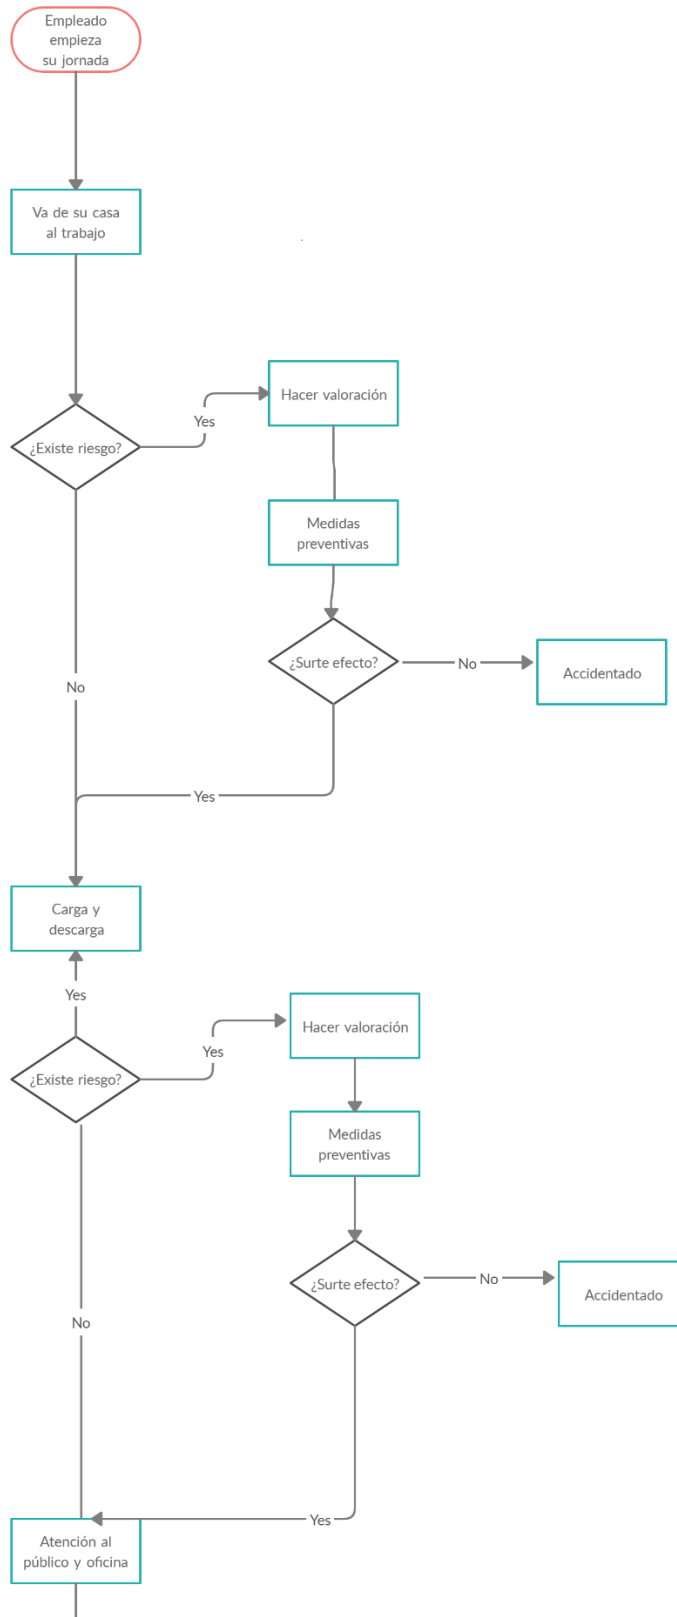 Empleado
empieza
su jornada
Va de su casa
al trabajo
¿Existe riesgo?
Yes
Hacer valoración
Medidas
preventivas
¿Surte efecto?
No
Accidentado
No
Yes
Carga y
descarga
Yes
¿Existe riesgo?
Yes
Hacer valoración
Medidas
preventivas
¿Surte efecto?
No
Accidentado
No
Yes
Atención al
público y oficina